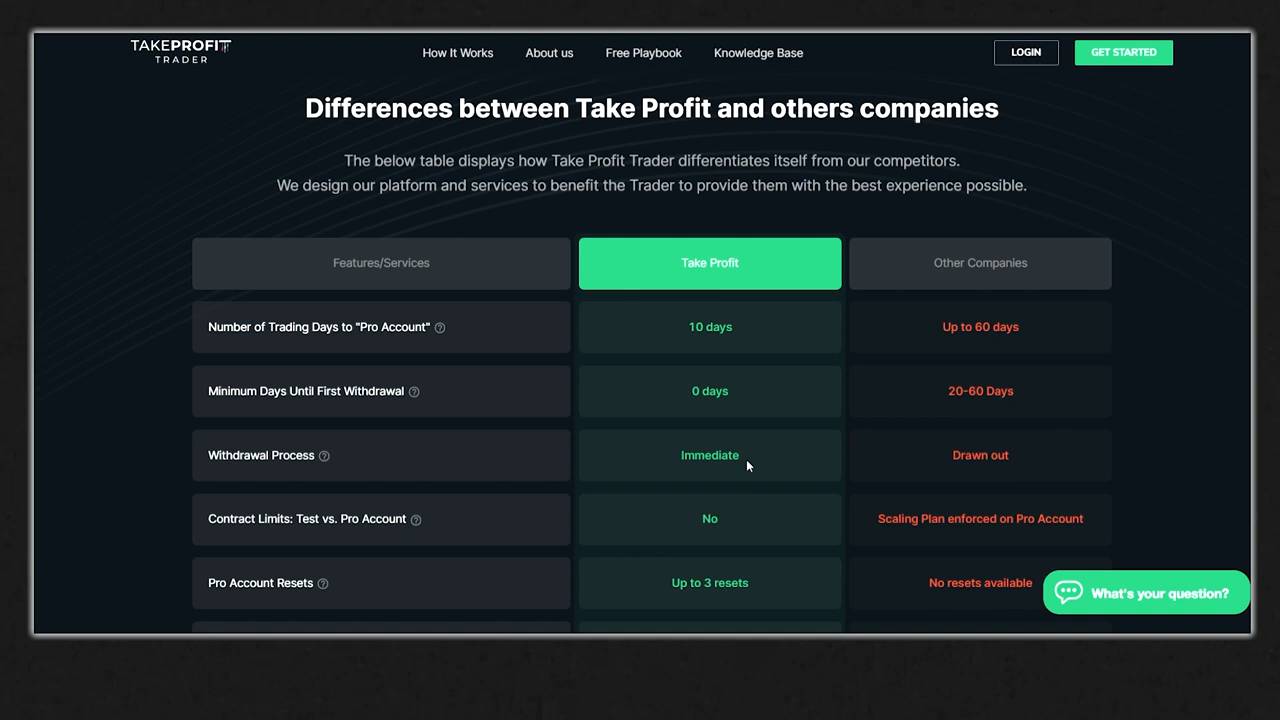 TAKEPROFIT
TRADER
How It Works
About us
Free Playbook
Knowledge Base
LOGIN
GET STARTED
Differences between Take Profit and others companies
The below table displays how Take Profit Trader differentiates itself from our competitors.
We design our platform and services to benefit the Trader to provide them with the best experience possible.
Features/Services
Take Profit
Other Companies
Number of Trading Days to "Pro Account" ?
10 days
Up to 60 days
Minimum Days Until First Withdrawal ?
0 days
20-60 Days
Withdrawal Process ?
Immediate
Drawn out
Contract Limits: Test vs. Pro Account ?
No
Scaling Plan enforced on Pro Account
Pro Account Resets ?
Up to 3 resets
No resets available
What's your question?